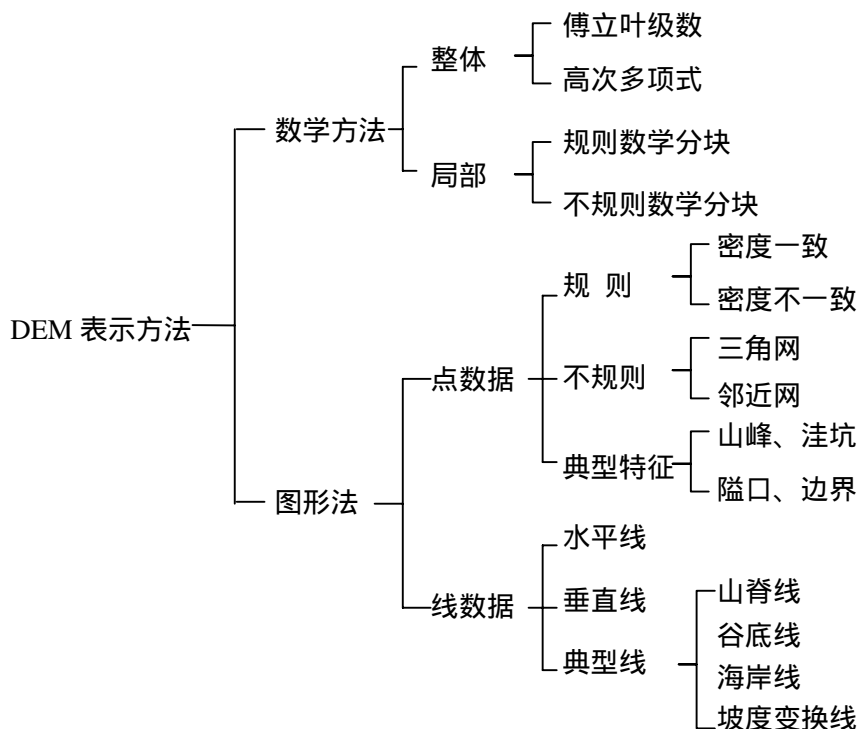 傅立叶级数
整体
高次多项式
数学方法
规则数学分块
局部
不规则数学分块
密度一致
规 则
密度不一致
DEM 表示方法
三角网
点数据
不规则
邻近网
山峰、洼坑
典型特征
隘口、边界
图形法
水平线
山脊线
线数据
垂直线
谷底线
典型线
海岸线
坡度变换线